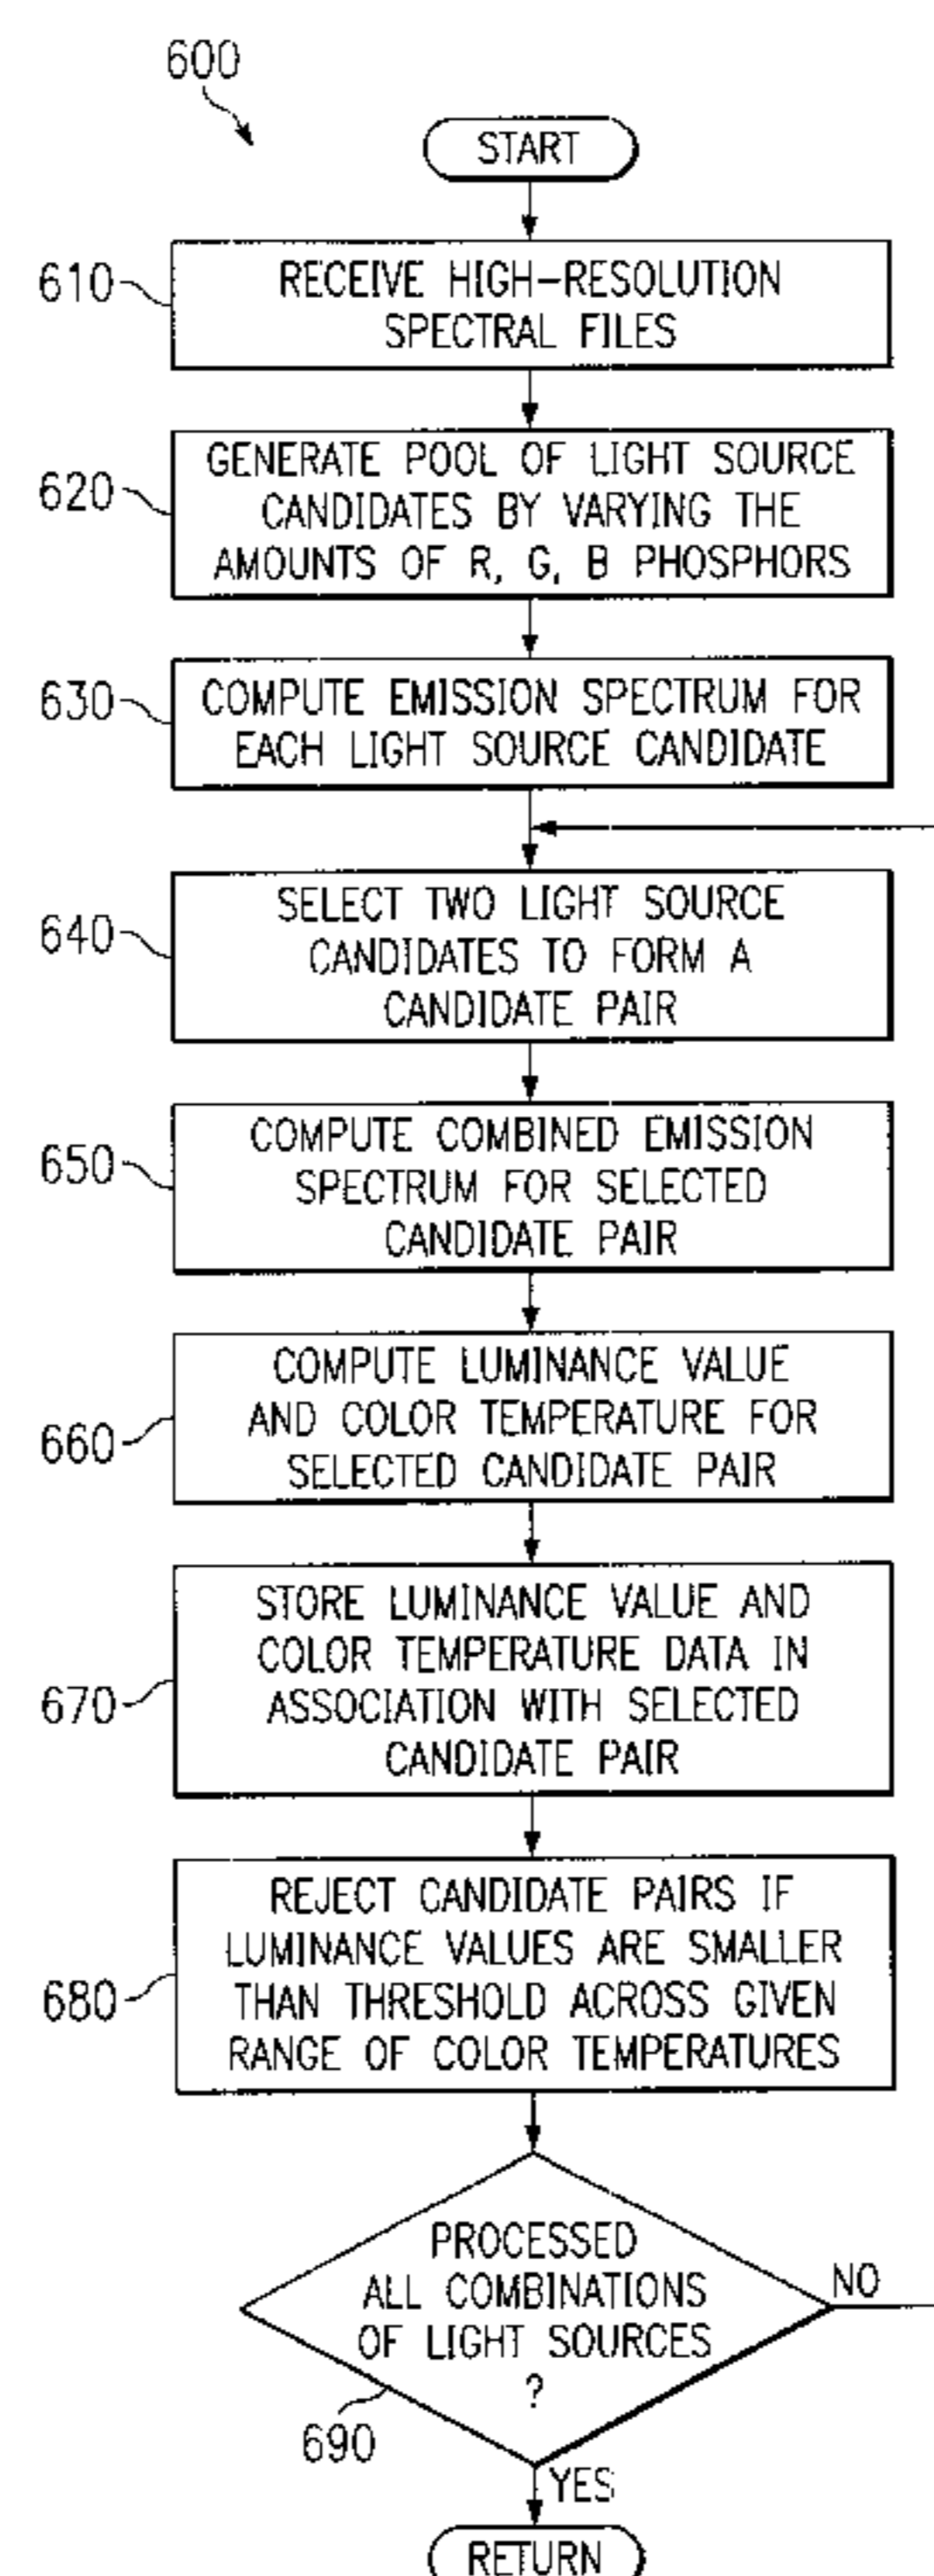 600
START
610
RECEIVE HIGH-RESOLUTION
SPECTRAL FILES
620
GENERATE POOL OF LIGHT SOURCE
CANDIDATES BY VARYING THE
AMOUNTS OF R, G, B PHOSPHORS
630
COMPUTE EMISSION SPECTRUM FOR
EACH LIGHT SOURCE CANDIDATE
640
SELECT TWO LIGHT SOURCE
CANDIDATES TO FORM A
CANDIDATE PAIR
650
COMPUTE COMBINED EMISSION
SPECTRUM FOR SELECTED
CANDIDATE PAIR
660
COMPUTE LUMINANCE VALUE
AND COLOR TEMPERATURE FOR
SELECTED CANDIDATE PAIR
670
STORE LUMINANCE VALUE AND
COLOR TEMPERATURE DATA IN
ASSOCIATION WITH SELECTED
CANDIDATE PAIR
680
REJECT CANDIDATE PAIRS IF
LUMINANCE VALUES ARE SMALLER
THAN THRESHOLD ACROSS GIVEN
RANGE OF COLOR TEMPERATURES
PROCESSED
ALL COMBINATIONS
OF LIGHT SOURCES
?
NO
690
YES
RETURN